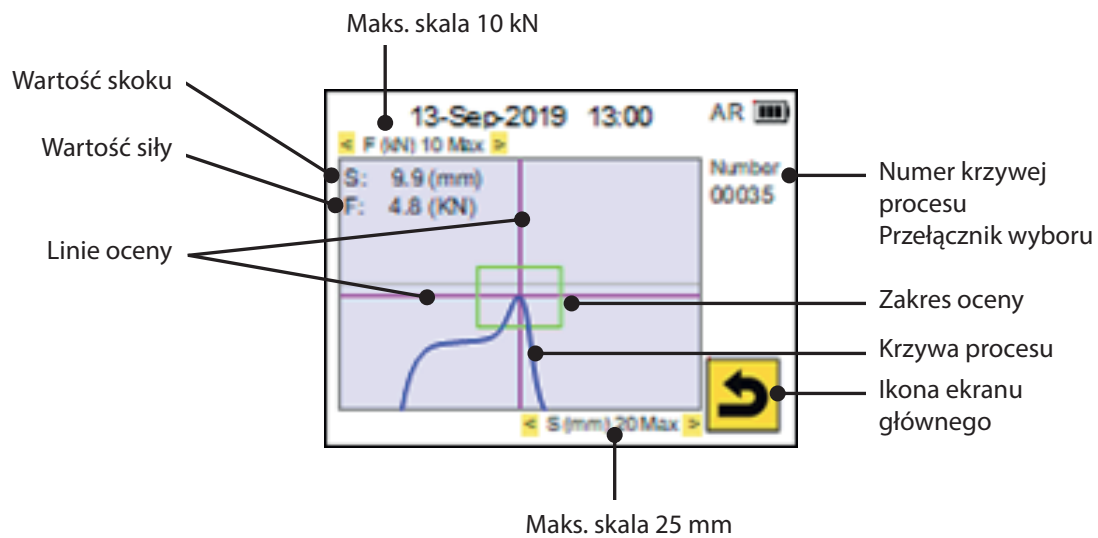 Maks. skala 10 kN
Wartość skoku
Wartość siły
Linie oceny
13-Sep-2019 13:00
AR
< F (kN) 10 Max >
S: 9.9 (mm)
F: 4.8 (KN)
Number
00035
< S (mm) 20 Max >
Numer krzywej
procesu
Przełącznik wyboru
Zakres oceny
Krzywa procesu
Ikona ekranu
głównego
Maks. skala 25 mm